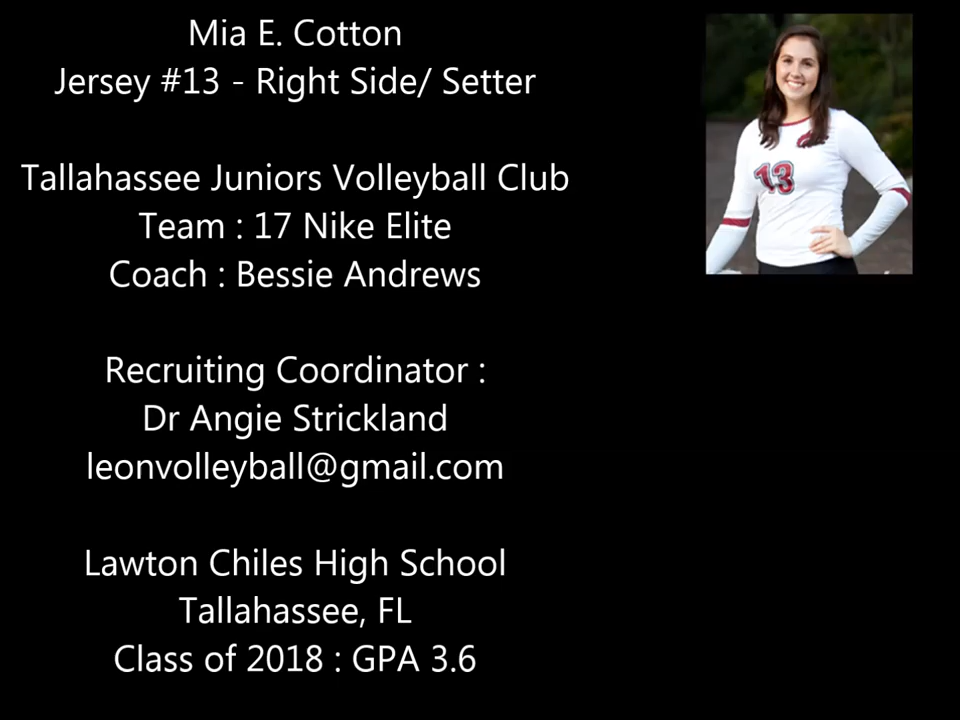 Mia E. Cotton
Jersey #13 - Right Side/ Setter
Tallahassee Juniors Volleyball Club
Team : 17 Nike Elite
Coach : Bessie Andrews
Recruiting Coordinator :
Dr Angie Strickland
leonvolleyball@gmail.com
Lawton Chiles High School
Tallahassee, FL
Class of 2018 : GPA 3.6
13